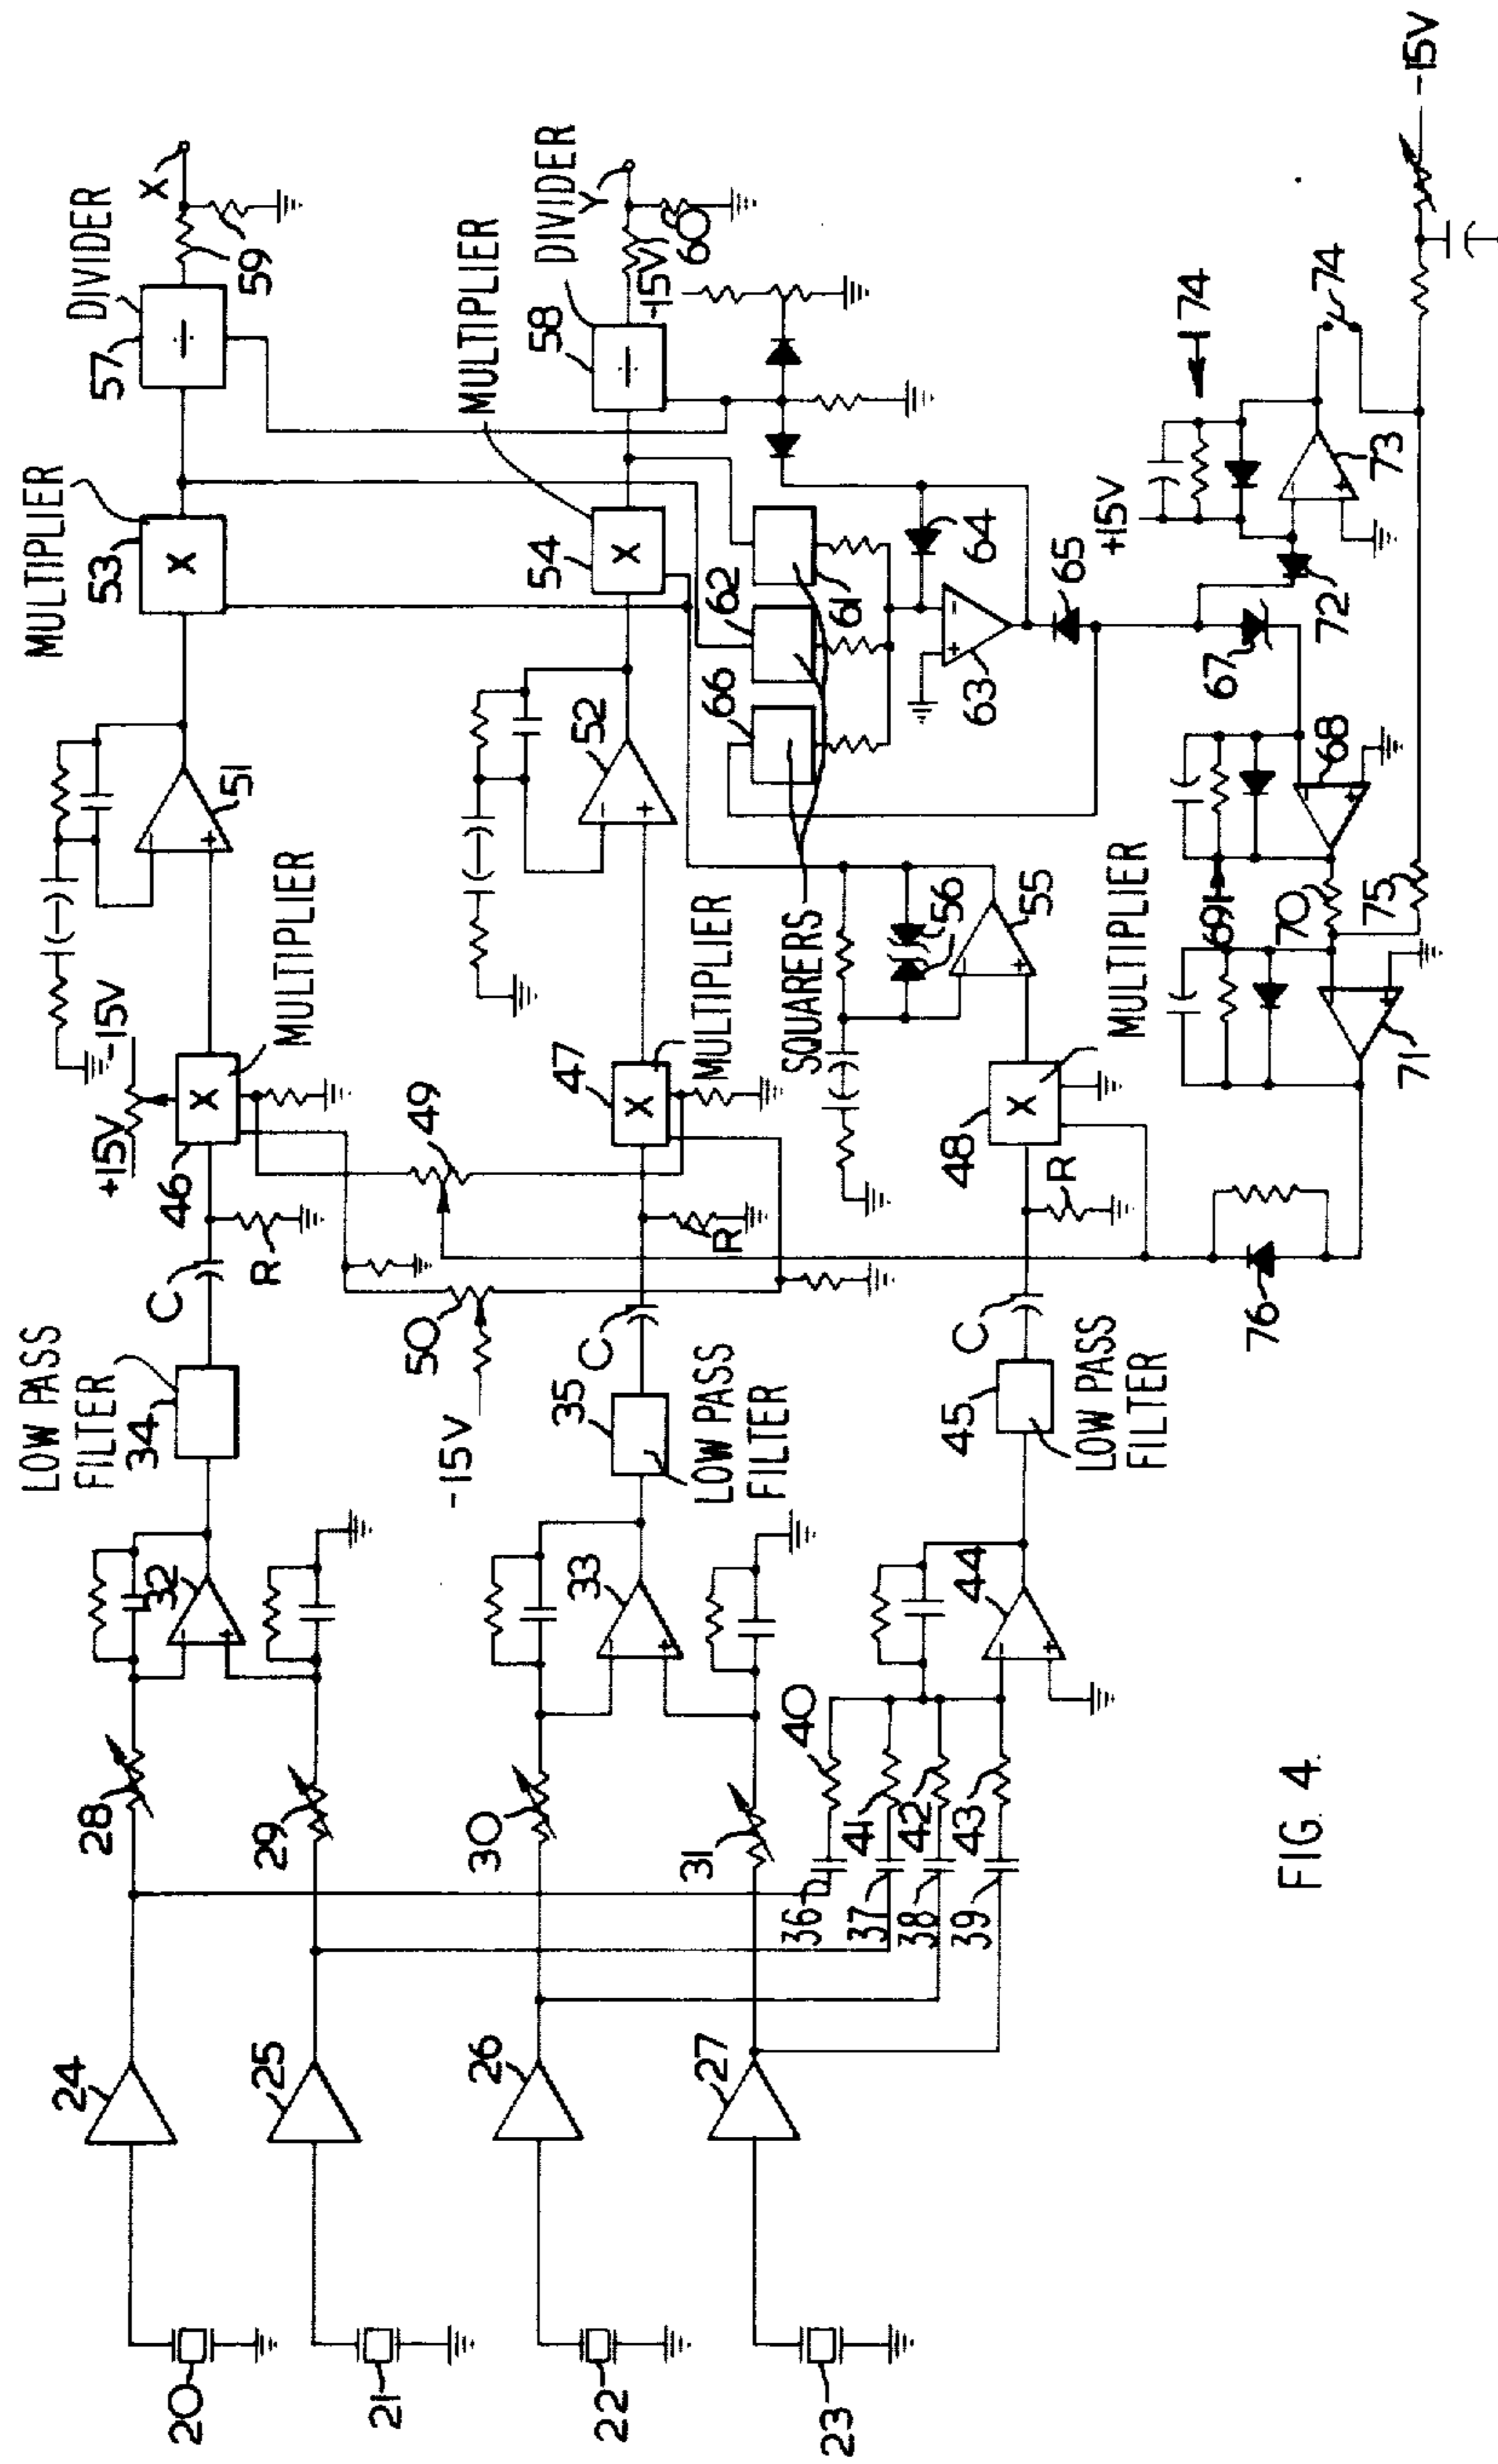 20
21
22
23
24
25
26
27
28
29
30
31
32
33
36
37
38
39
40
41
42
43
44
LOW PASS
FILTER
34
35
LOW PASS
FILTER
45
LOW PASS
FILTER
C
R
C
R
C
R
+15V
-15V
46
MULTIPLIER
47
MULTIPLIER
48
MULTIPLIER
49
50
-15V
51
52
55
56
MULTIPLIER
53
X
MULTIPLIER
54
X
X
X
X
DIVIDER
57
÷
X
59
DIVIDER
58
÷
Y
60
-15V
SQUARERS
66
62
61
63
64
65
67
68
69
70
71
72
73
74
74
75
76
+15V
-15V
- +
- +
- +
- +
- +
- +
- +
- +
- +
- +
- +
FIG. 4.